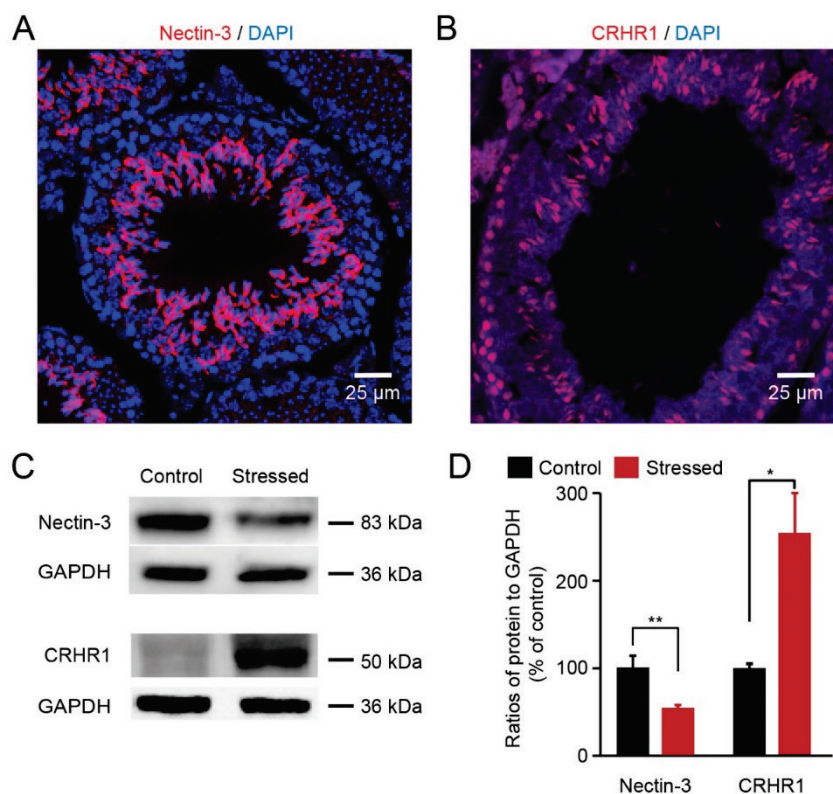 A
Nectin-3 / DAPI
25 µm
B
CRHR1 / DAPI
25 µm
C
Control Stressed
Nectin-3 83 kDa
GAPDH 36 kDa
CRHR1 50 kDa
GAPDH 36 kDa
D
Control Stressed
Ratios of protein to GAPDH
(% of control)
300
200
100
0
**
*
Nectin-3 CRHR1